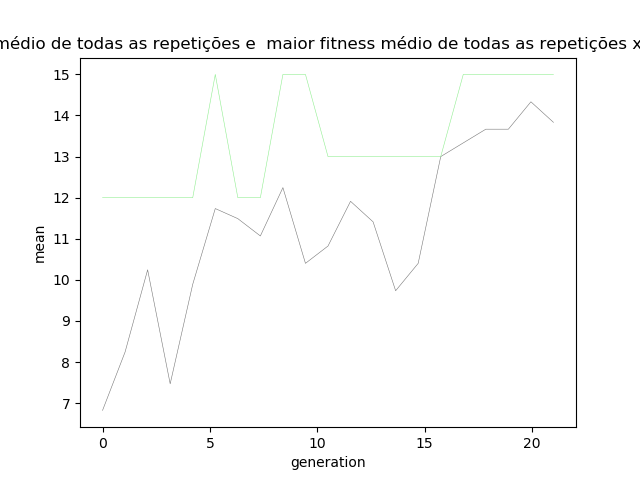 médio de todas as repetições e  maior fitness médio de todas as repetições x
15
14
13
12
11
10
9
8
7
mean
0 5 10 15 20
generation